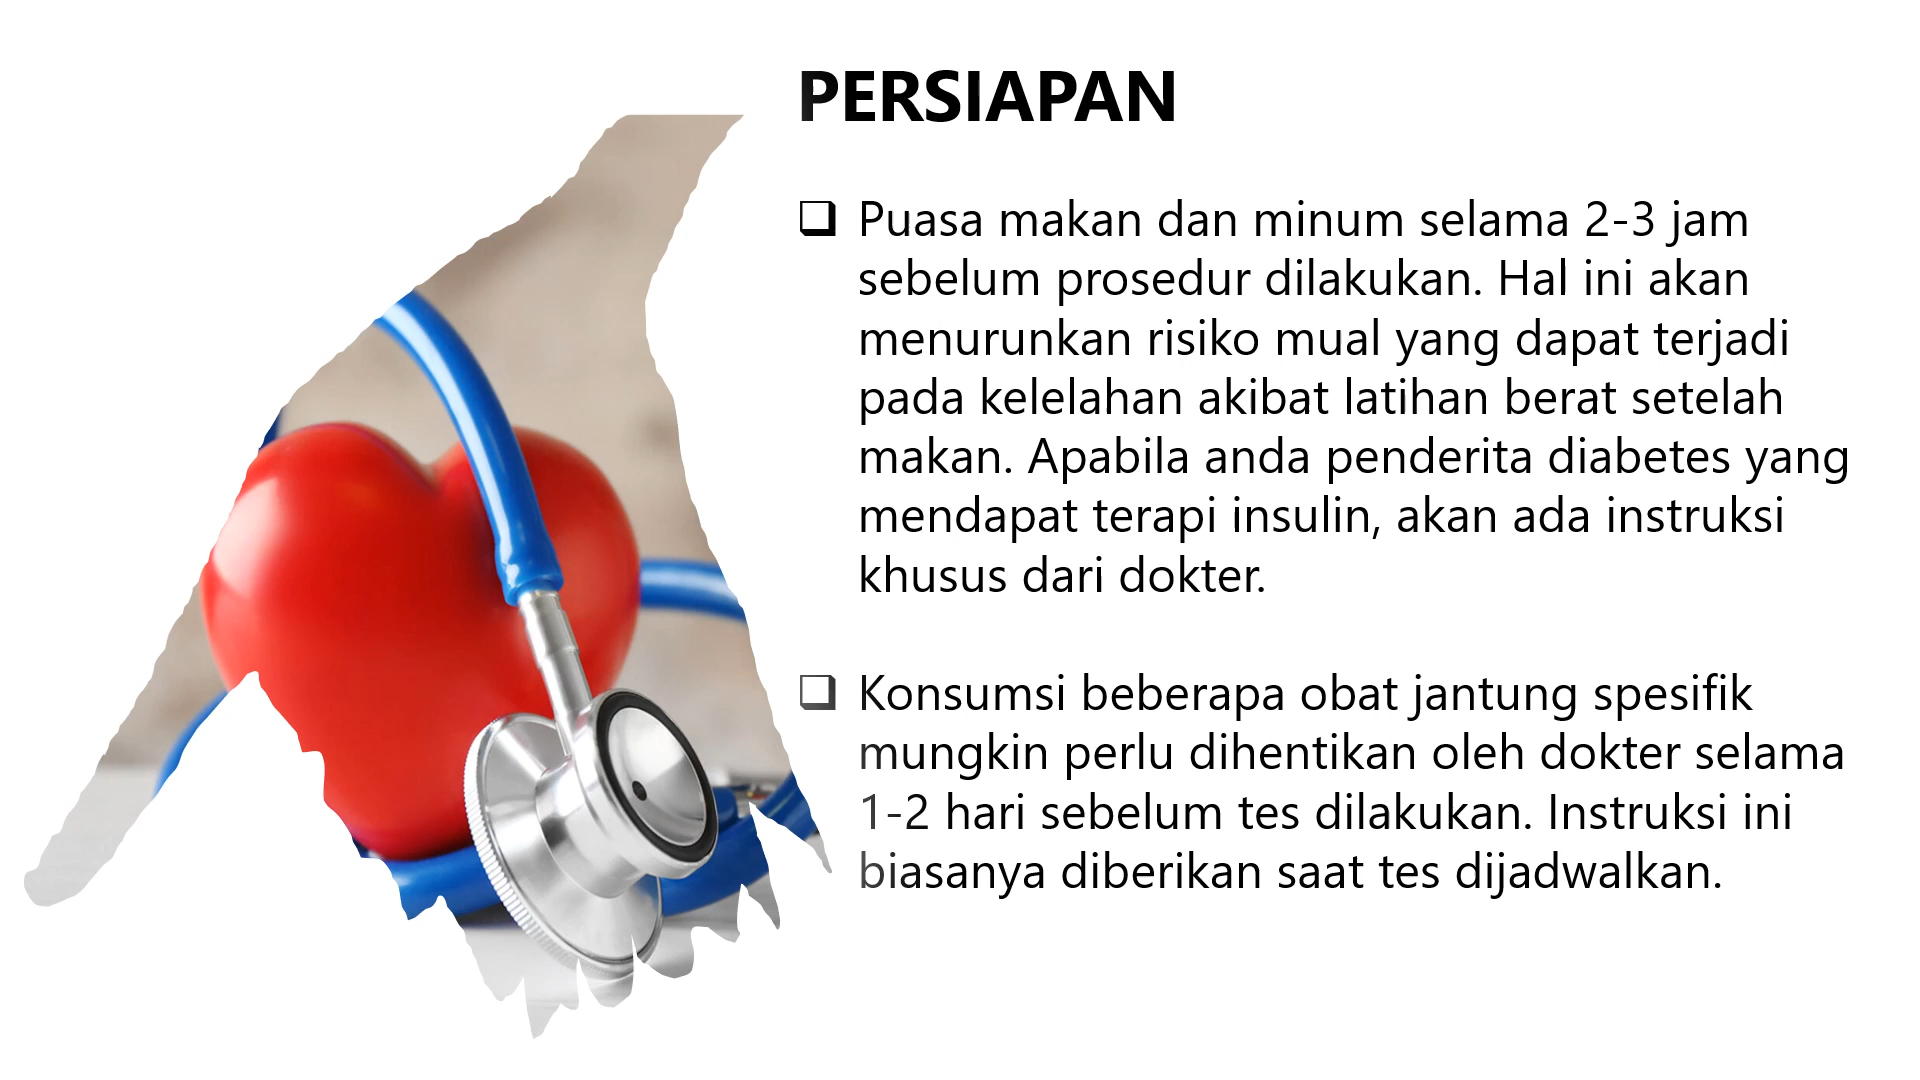 PERSIAPAN
Puasa makan dan minum selama 2-3 jam
sebelum prosedur dilakukan. Hal ini akan
menurunkan risiko mual yang dapat terjadi
pada kelelahan akibat latihan berat setelah
makan. Apabila anda penderita diabetes yang
mendapat terapi insulin, akan ada instruksi
khusus dari dokter.
Konsumsi beberapa obat jantung spesifik
mungkin perlu dihentikan oleh dokter selama
1-2 hari sebelum tes dilakukan. Instruksi ini
biasanya diberikan saat tes dijadwalkan.